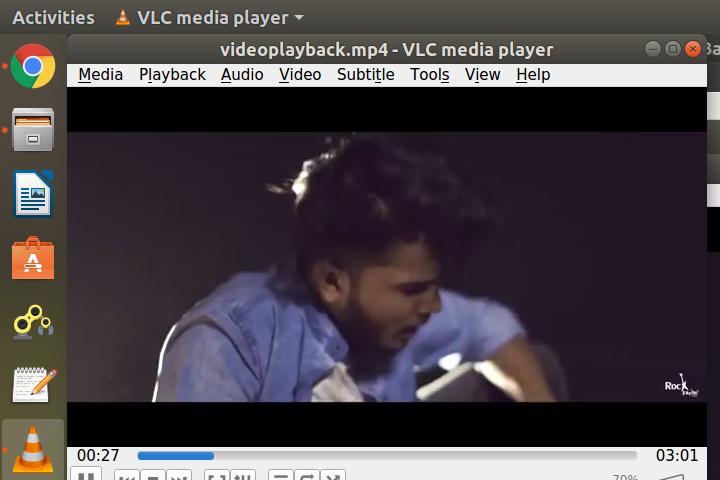 Activities VLC media player
videoplayback.mp4 - VLC media player
Media Playback Audio Video Subtitle Tools View Help
Rock
00:27 03:01
70%